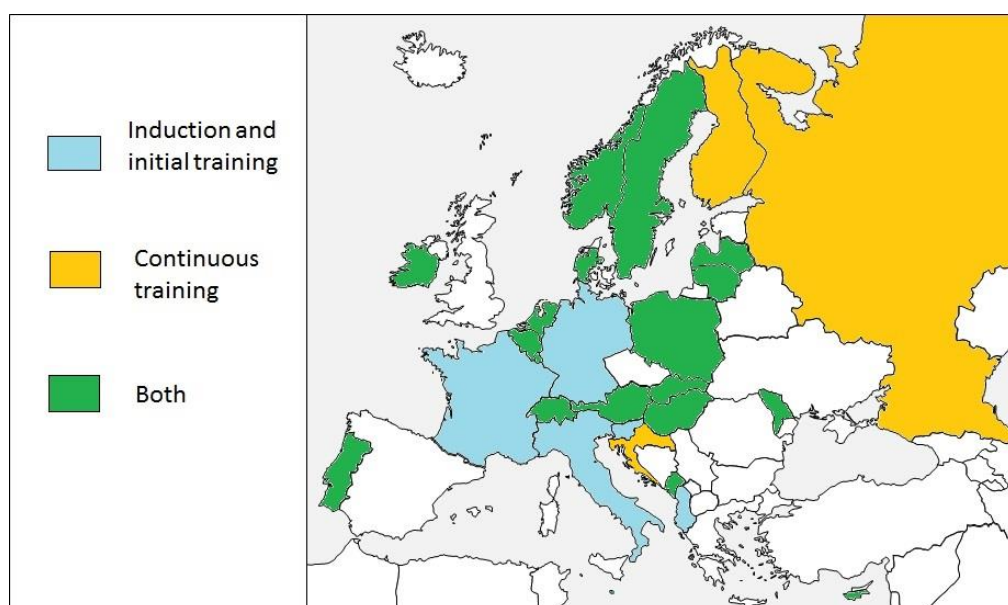 Induction and
initial training
Continuous
training
Both